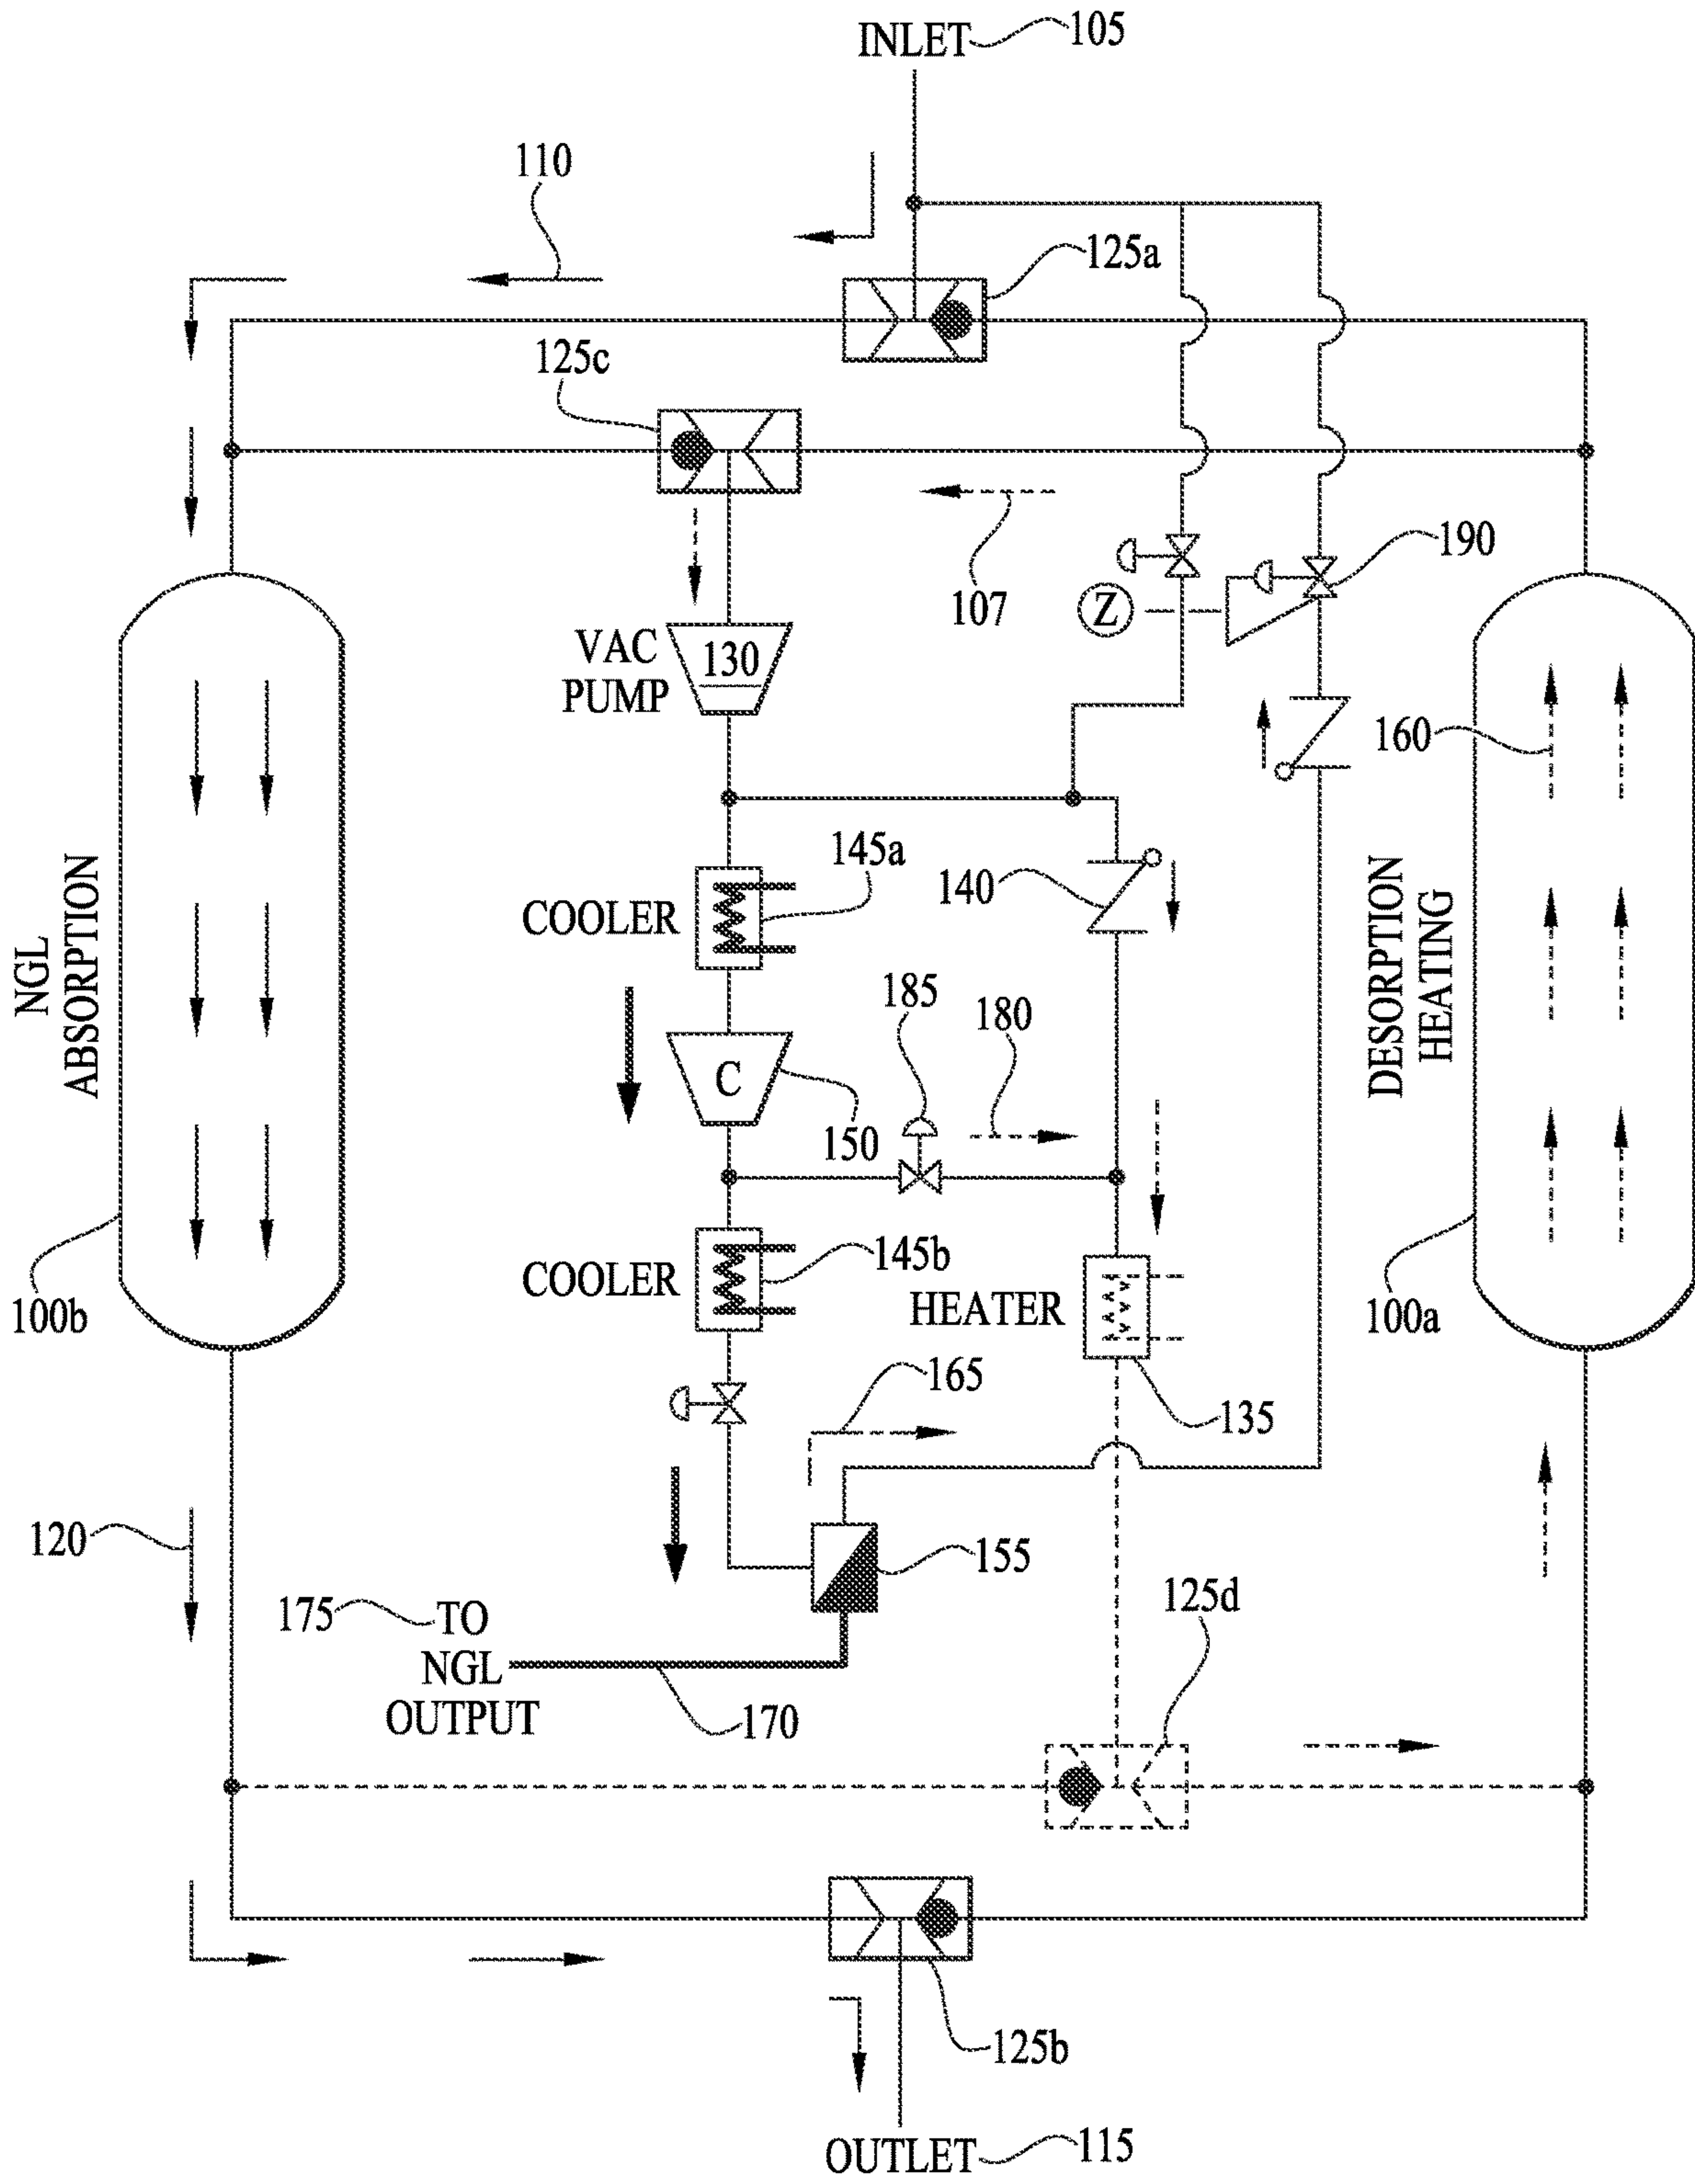 INLET 105
110
125a
125c
190
107
Z
VAC
PUMP
130
160
145a
COOLER
140
NGL
ABSORPTION
DESORPTION
HEATING
185
180
C
150
145b
COOLER
HEATER
100b
100a
165
135
120
155
175 TO
NGL
OUTPUT
125d
170
125b
OUTLET 115